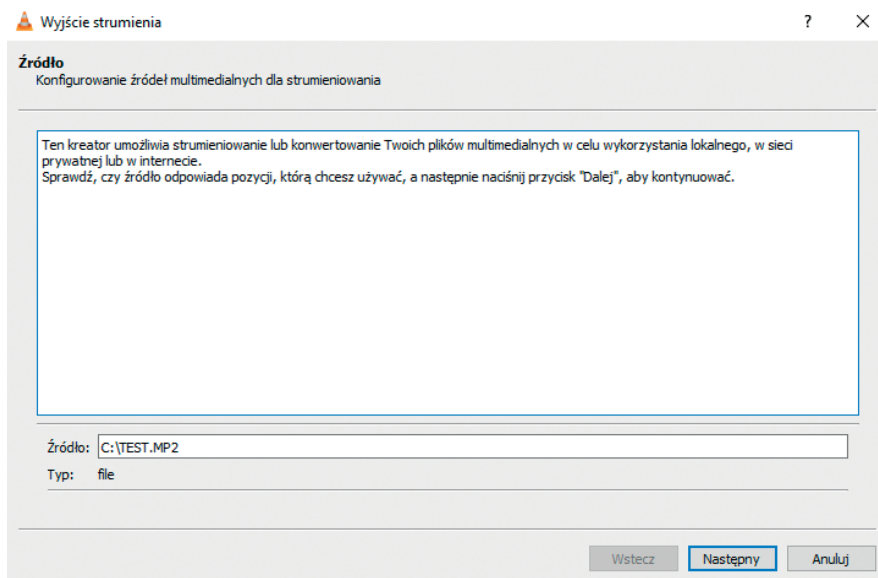 Wyjście strumienia
?
Źródło
Konfigurowanie źródeł multimedialnych dla strumieniowania
Ten kreator umożliwia strumieniowanie lub konwertowanie Twoich plików multimedialnych w celu wykorzystania lokalnego, w sieci
prywatnej lub w internecie.
Sprawdź, czy źródło odpowiada pozycji, którą chcesz używać, a następnie naciśnij przycisk "Dalej", aby kontynuować.
Źródło: C:\TEST.MP2
Typ: file
Wstecz Następny Anuluj